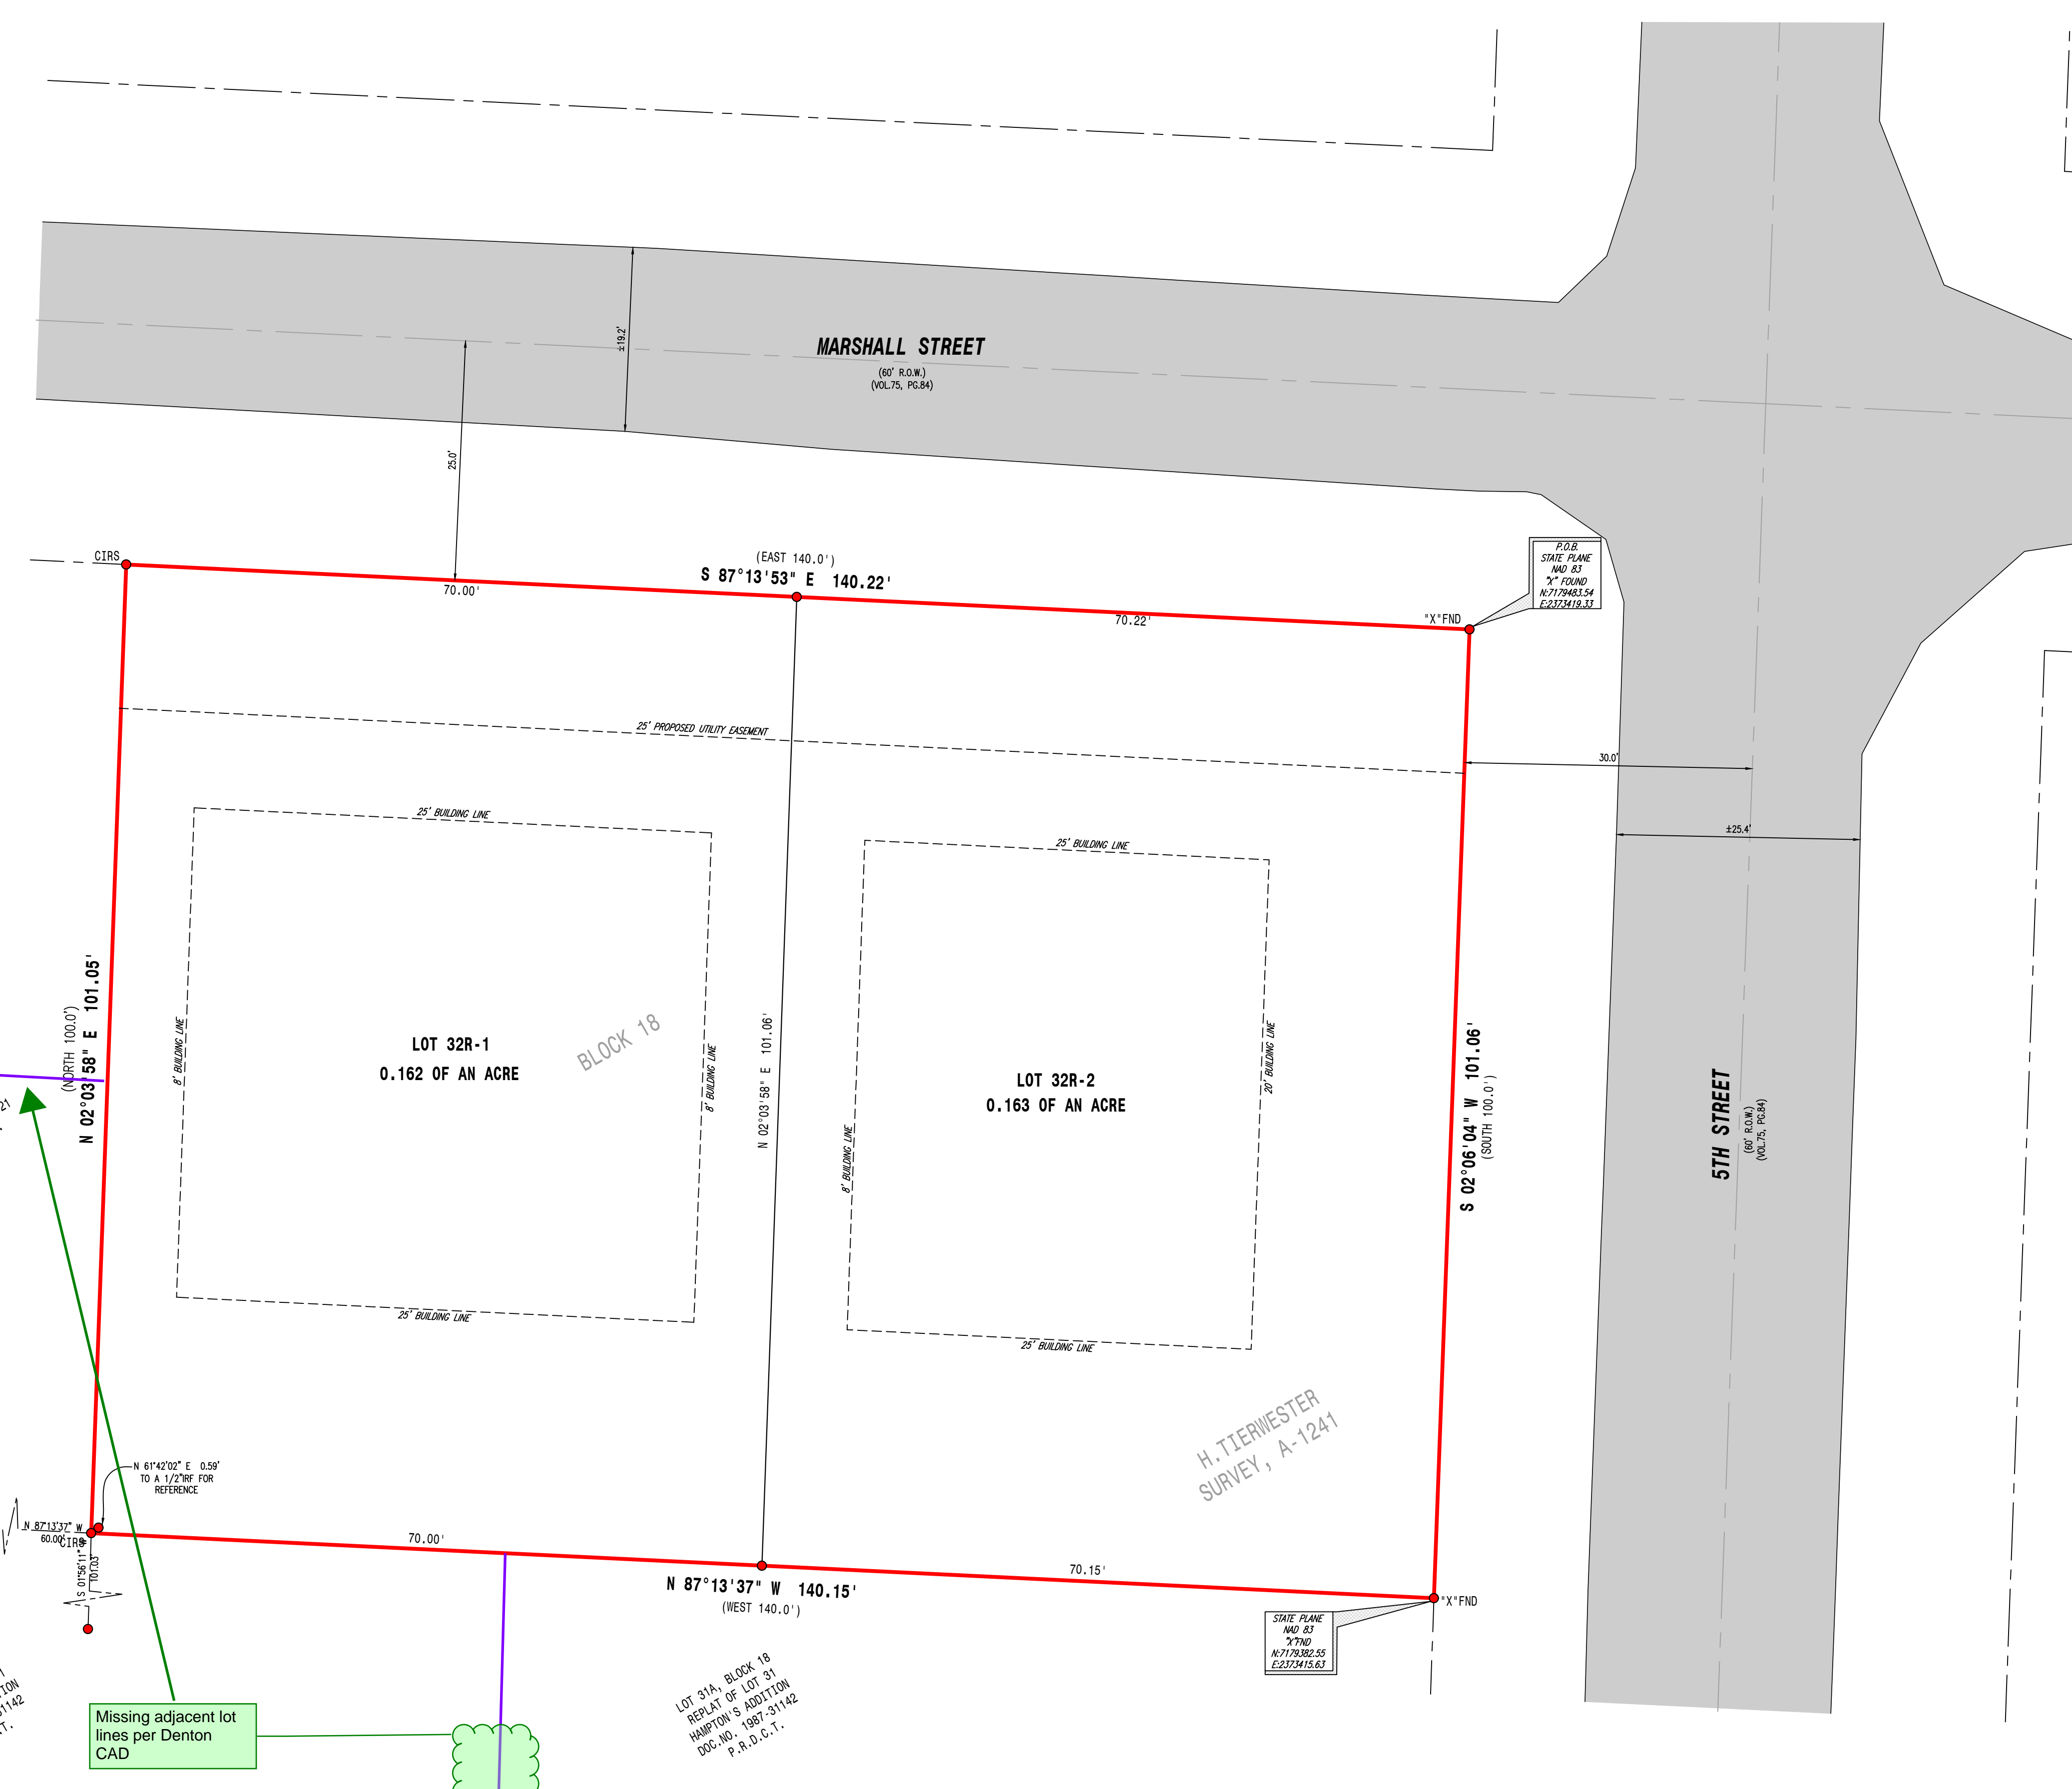 MARSHALL STREET
(60' R.O.W.)
(VOL.75, PG.84)
±19.2'
25.0'
CIRS
(EAST 140.0')
S 87°13'53" E 140.22'
70.00'
70.22'
"X"FND
P.O.B.
STATE PLANE
NAD 83
"X" FOUND
N:7179483.54
E:2373419.33
25' PROPOSED UTILITY EASEMENT
30.0'
±25.4'
25' BUILDING LINE
25' BUILDING LINE
8' BUILDING LINE
8' BUILDING LINE
8' BUILDING LINE
20' BUILDING LINE
25' BUILDING LINE
25' BUILDING LINE
(NORTH 100.0')
N 02°03'58" E 101.05'
LOT 32R-1
0.162 OF AN ACRE
BLOCK 18
N 02°03'58" E 101.06'
LOT 32R-2
0.163 OF AN ACRE
S 02°06'04" W 101.06'
(SOUTH 100.0')
5TH STREET
(60' R.O.W.)
(VOL.75, PG.84)
H.TIERWESTER
SURVEY, A-1241
N 61°42'02" E 0.59'
TO A 1/2"IRF FOR
REFERENCE
N 87°13'37" W
60.00'
CIRS
S 01°56'11" W
101.03'
70.00'
70.15'
N 87°13'37" W 140.15'
(WEST 140.0')
"X"FND
STATE PLANE
NAD 83
"X"FND
N:7179382.55
E:2373415.63
LOT 31A, BLOCK 18
REPLAT OF LOT 31
HAMPTON'S ADDITION
DOC.NO. 1987-31142
P.R.D.C.T.
Missing adjacent lot
lines per Denton
CAD